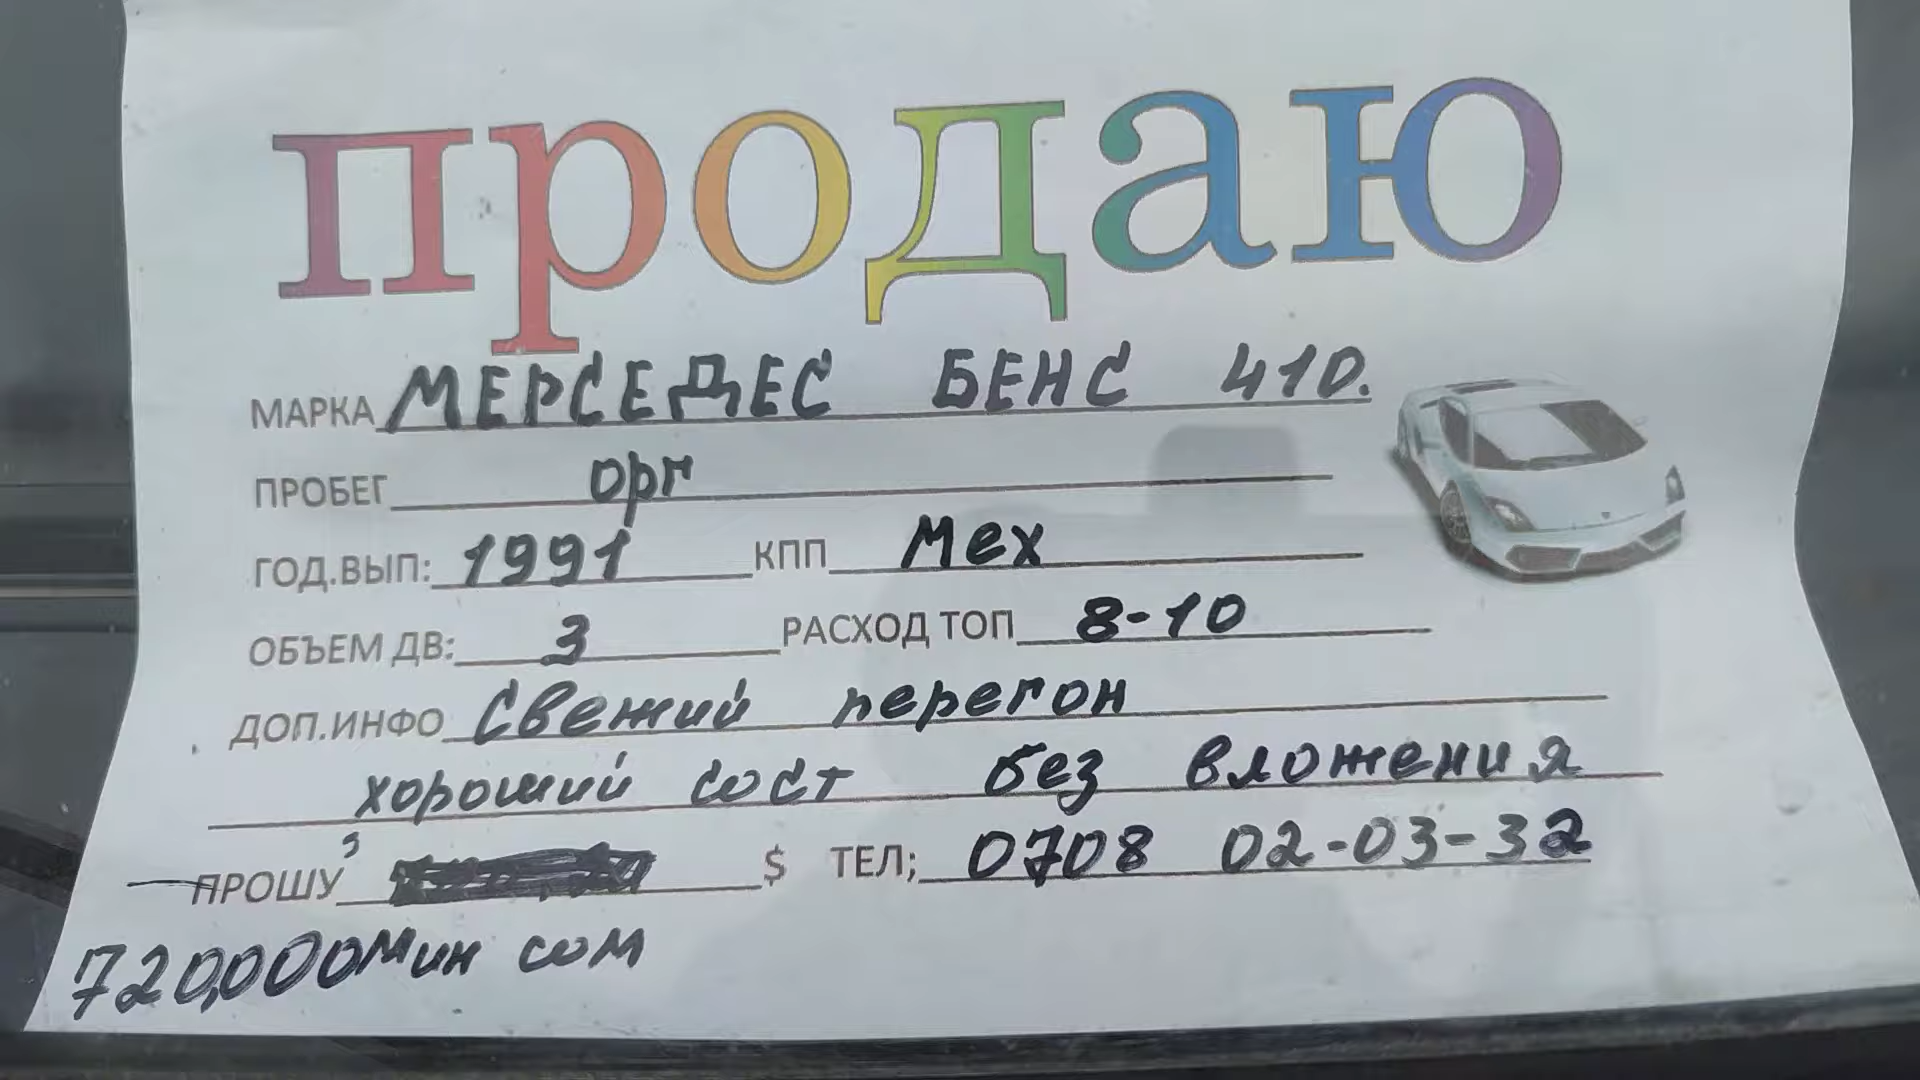 продаю
МАРКА МЕРСЕДЕС БЕНС 410.
ПРОБЕГ орг
ГОД.ВЫП: 1991 КПП Мех
ОБЪЕМ ДВ: 3 РАСХОД ТОП 8-10
ДОП.ИНФО Свежий перегон
хороший сост без вложения
ПРОШУ $ ТЕЛ; 0708 02-03-32
720,000мин сом